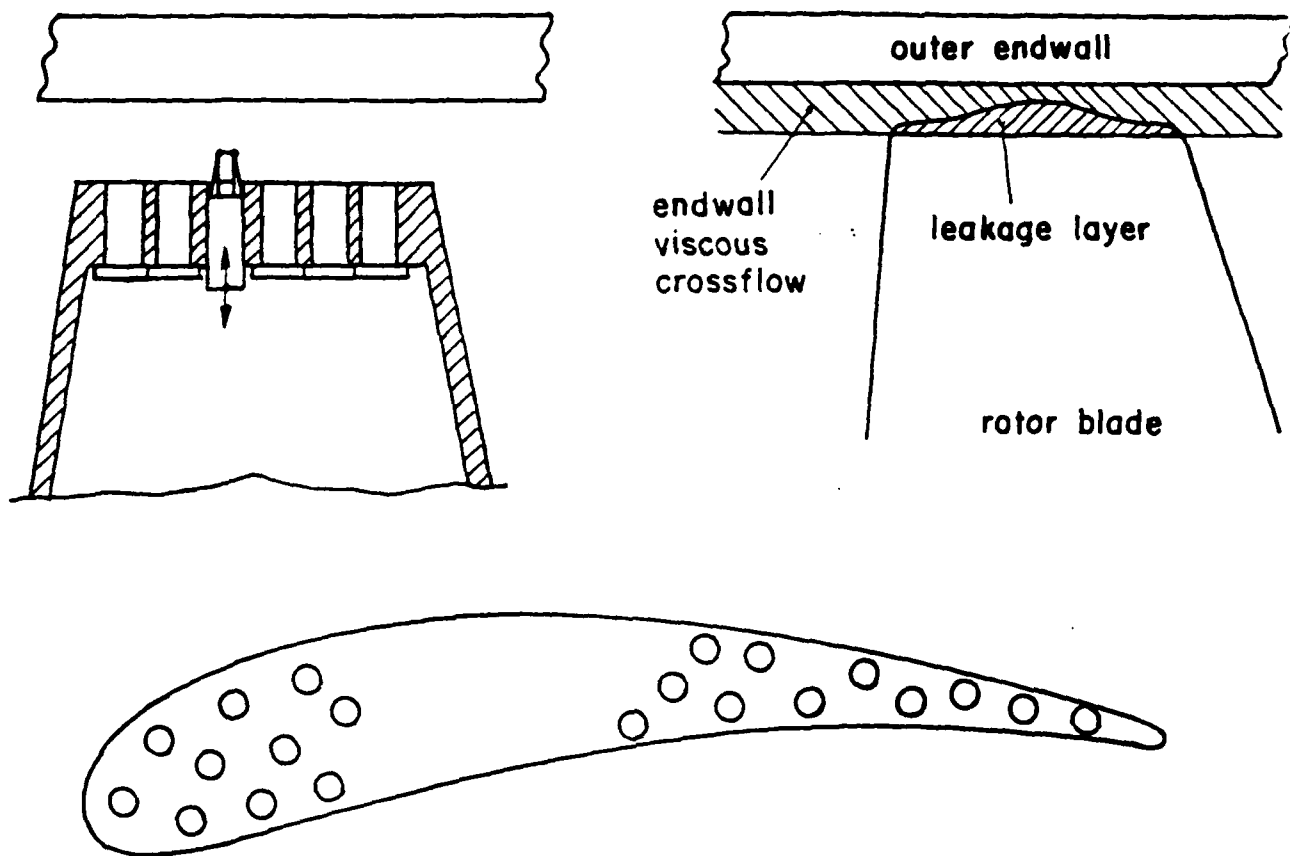 outer endwall
endwall
viscous
crossflow
leakage layer
rotor blade